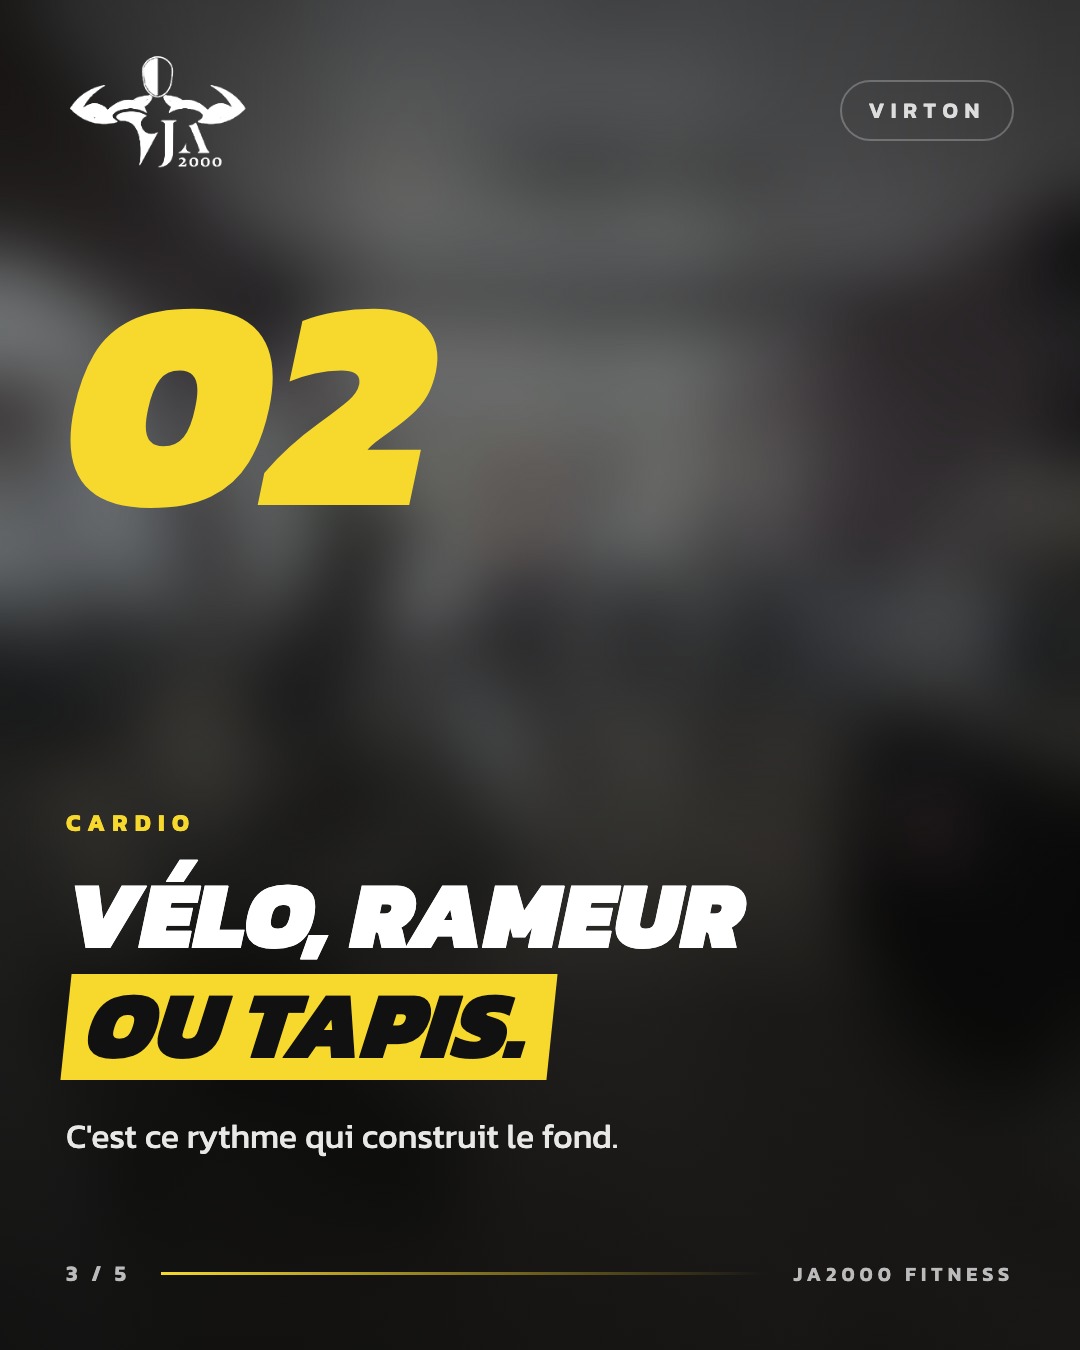 JA
2000
VIRTON
02
CARDIO
VÉLO, RAMEUR
OU TAPIS.
C'est ce rythme qui construit le fond.
3 / 5
JA2000 FITNESS